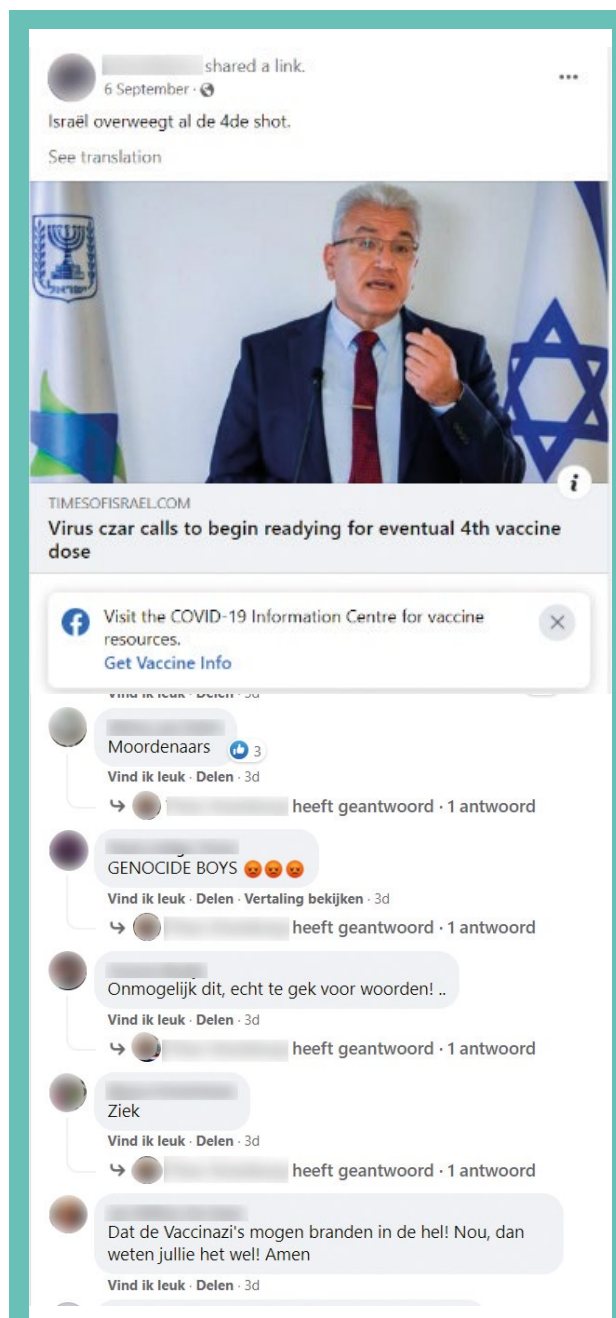 shared a link.
6 September
Israël overweegt al de 4de shot.
See translation
TIMESOFISRAEL.COM
Virus czar calls to begin readying for eventual 4th vaccine
dose
Visit the COVID-19 Information Centre for vaccine
resources.
Get Vaccine Info
Vind ik leuk · Delen · 3d
Moordenaars 3
Vind ik leuk · Delen · 3d
heeft geantwoord · 1 antwoord
GENOCIDE BOYS 😡😡😡
Vind ik leuk · Delen · Vertaling bekijken · 3d
heeft geantwoord · 1 antwoord
Onmogelijk dit, echt te gek voor woorden! ..
Vind ik leuk · Delen · 3d
heeft geantwoord · 1 antwoord
Ziek
Vind ik leuk · Delen · 3d
heeft geantwoord · 1 antwoord
Dat de Vaccinazi's mogen branden in de hel! Nou, dan
weten jullie het wel! Amen
Vind ik leuk · Delen · 3d